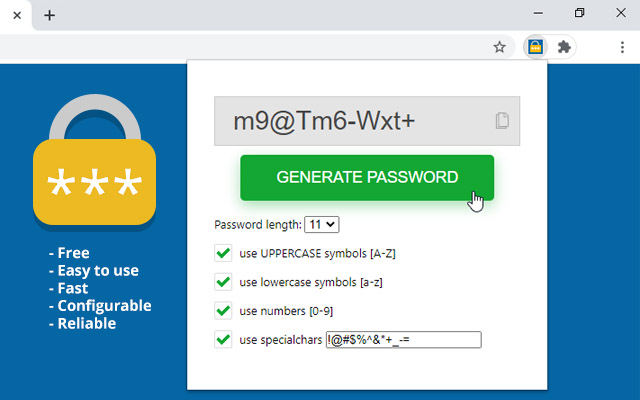 m9@Tm6-Wxt+
GENERATE PASSWORD
Password length: 11
use UPPERCASE symbols [A-Z]
use lowercase symbols [a-z]
use numbers [0-9]
use specialchars !@#$%^&*+_-=
***
- Free
- Easy to use
- Fast
- Configurable
- Reliable